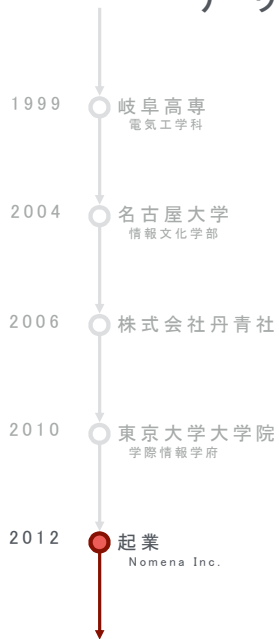 1999 岐阜高専
電気工学科
2004 名古屋大学
情報文化学部
2006 株式会社丹青社
2010 東京大学大学院
学際情報学府
2012 起業
Nomena Inc.